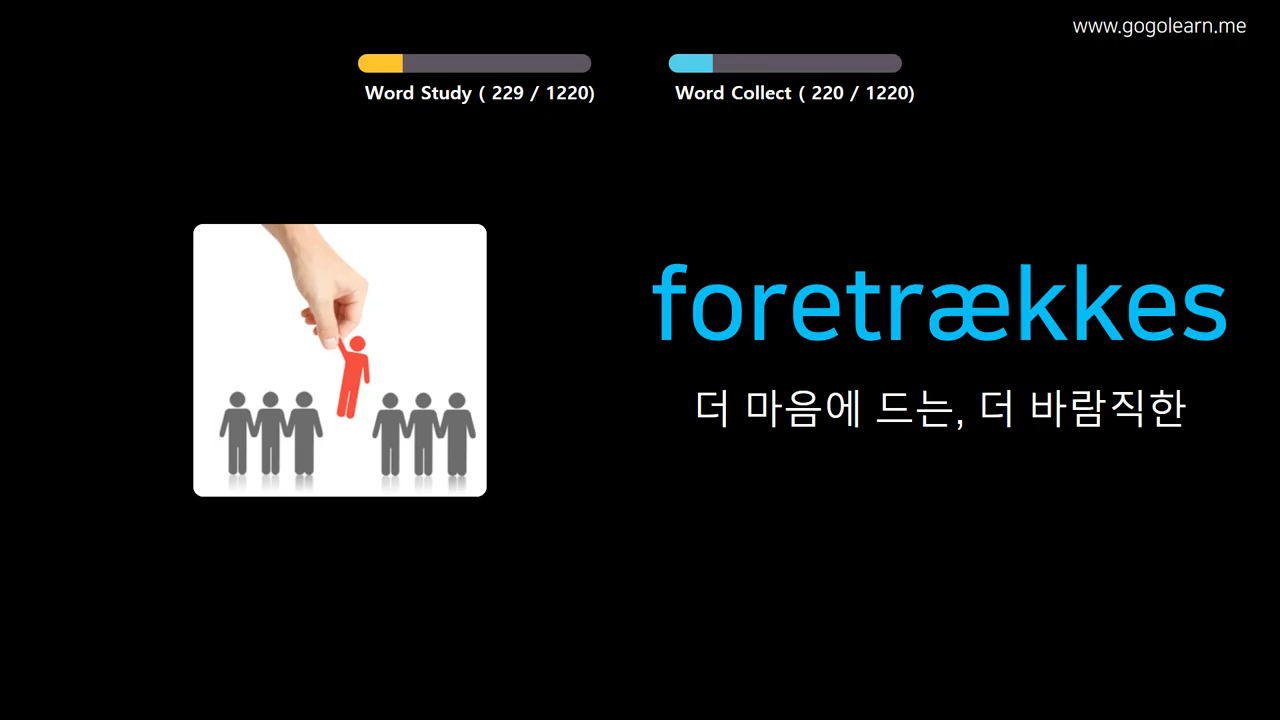 www.gogolearn.me
Word Study ( 229 / 1220)
Word Collect ( 220 / 1220)
foretrækkes
더 마음에 드는, 더 바람직한